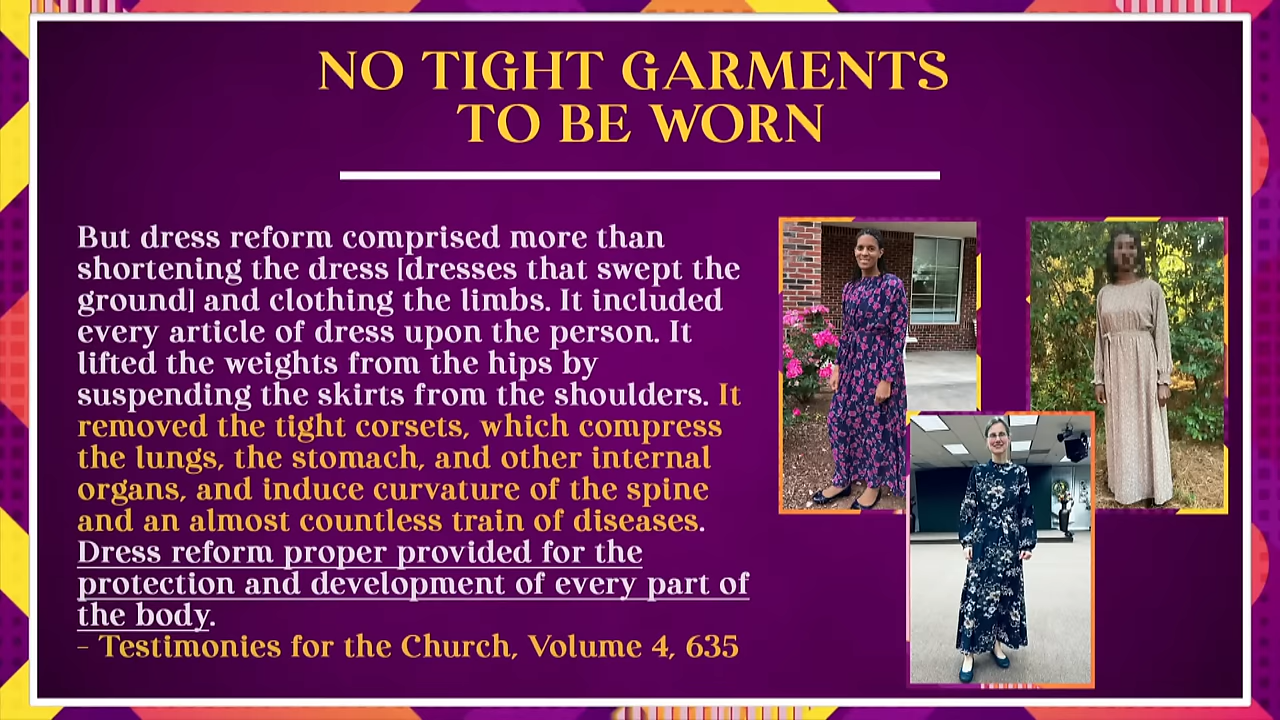 NO TIGHT GARMENTS
TO BE WORN
But dress reform comprised more than
shortening the dress [dresses that swept the
ground] and clothing the limbs. It included
every article of dress upon the person. It
lifted the weights from the hips by
suspending the skirts from the shoulders. It
removed the tight corsets, which compress
the lungs, the stomach, and other internal
organs, and induce curvature of the spine
and an almost countless train of diseases.
Dress reform proper provided for the
protection and development of every part of
the body.
- Testimonies for the Church, Volume 4, 635